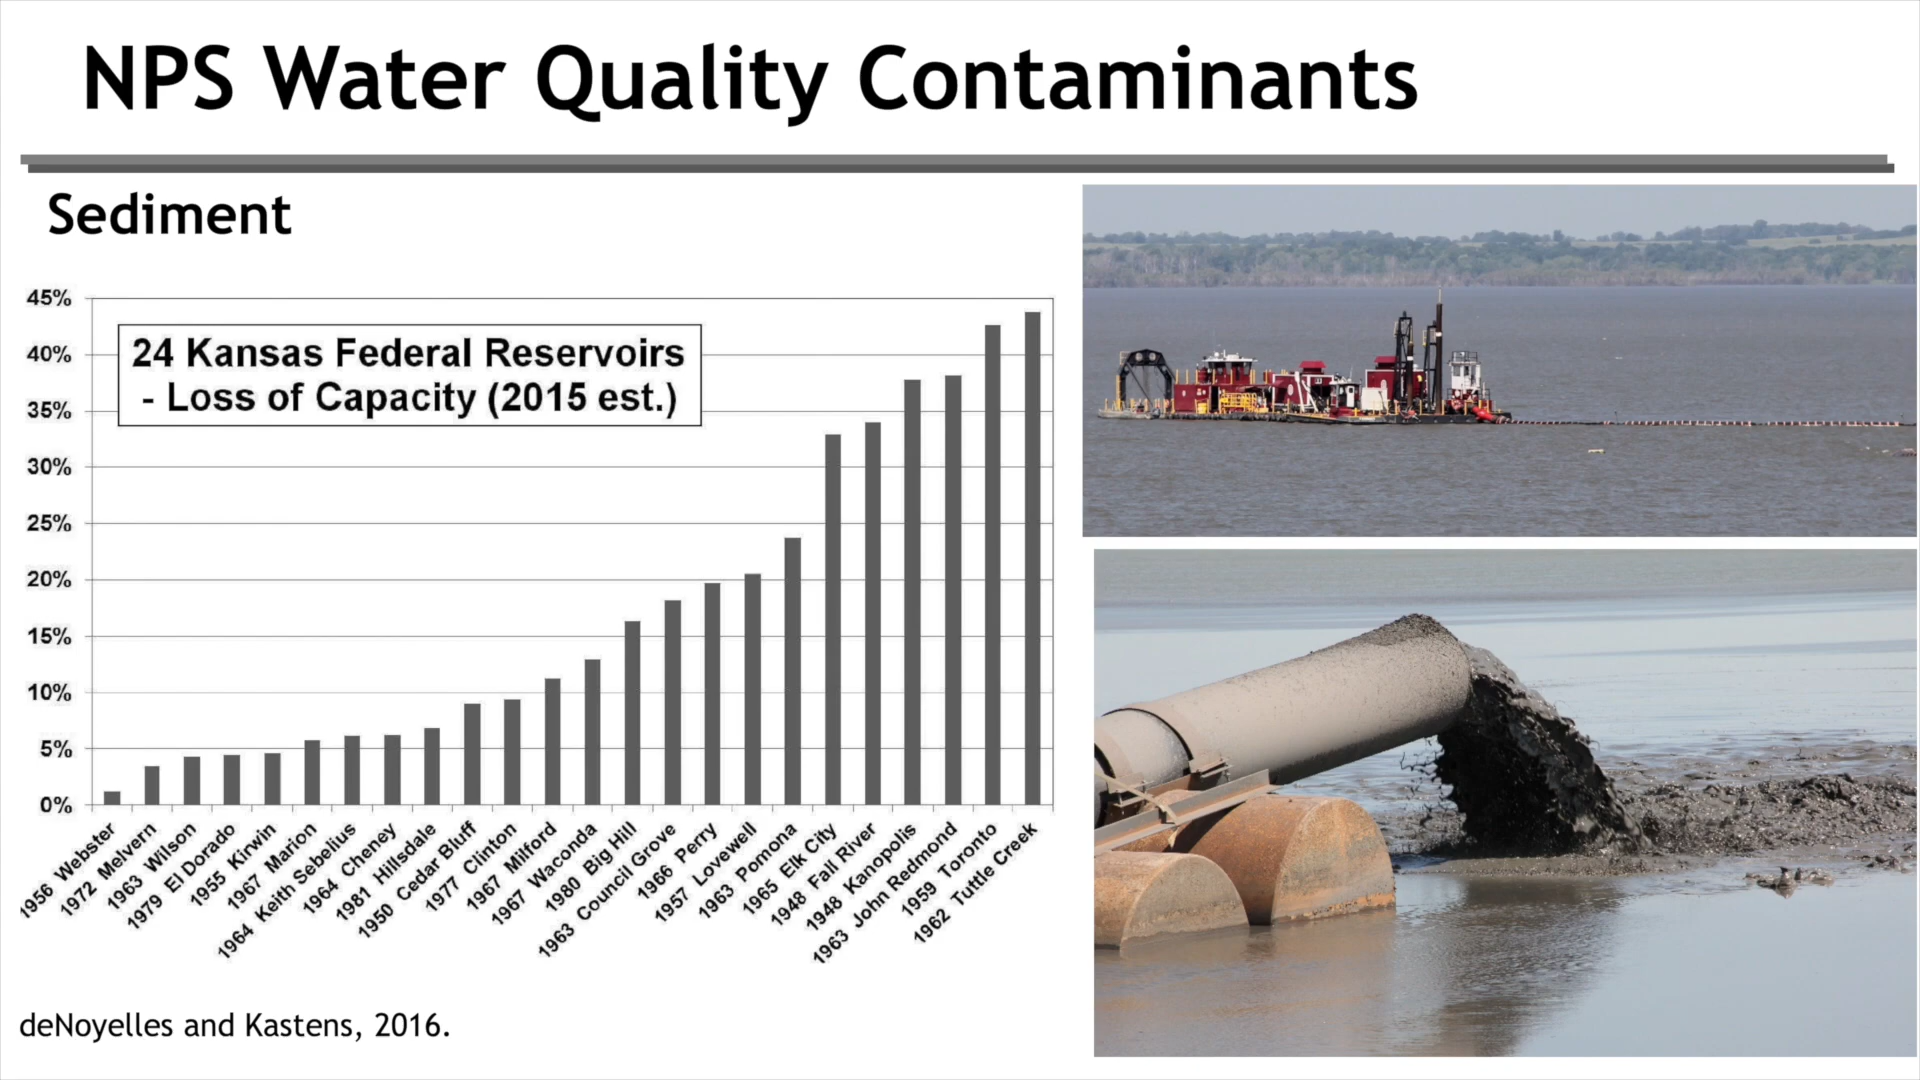 NPS Water Quality Contaminants
Sediment
45%
40%
35%
30%
25%
20%
15%
10%
5%
0%
24 Kansas Federal Reservoirs
- Loss of Capacity (2015 est.)
1956 Webster
1972 Melvern
1963 Wilson
1979 El Dorado
1955 Kirwin
1967 Marion
1964 Keith Sebelius
1964 Cheney
1981 Hillsdale
1950 Cedar Bluff
1977 Clinton
1967 Milford
1967 Waconda
1980 Big Hill
1963 Council Grove
1966 Perry
1957 Lovewell
1963 Pomona
1965 Elk City
1948 Fall River
1948 Kanopolis
1963 John Redmond
1959 Toronto
1962 Tuttle Creek
deNoyelles and Kastens, 2016.